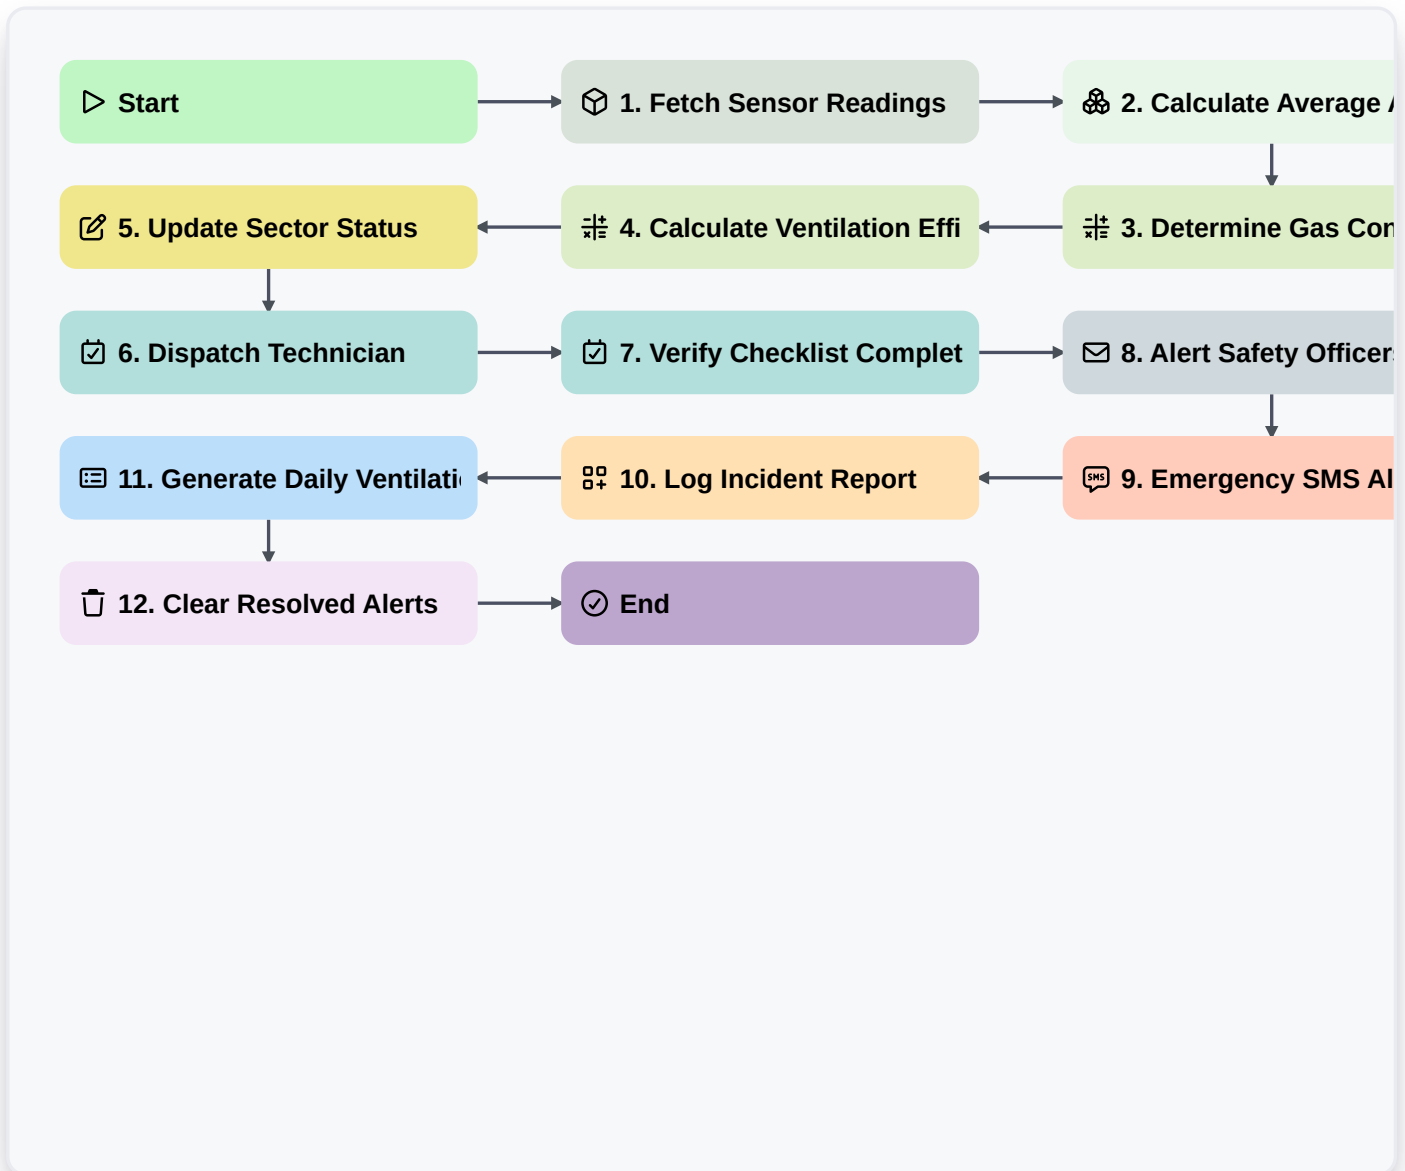 Start
1. Fetch Sensor Readings
2. Calculate Average
5. Update Sector Status
4. Calculate Ventilation Effi
3. Determine Gas Con
6. Dispatch Technician
7. Verify Checklist Complet
8. Alert Safety Officers
11. Generate Daily Ventilati
10. Log Incident Report
SMS
9. Emergency SMS Al
12. Clear Resolved Alerts
End